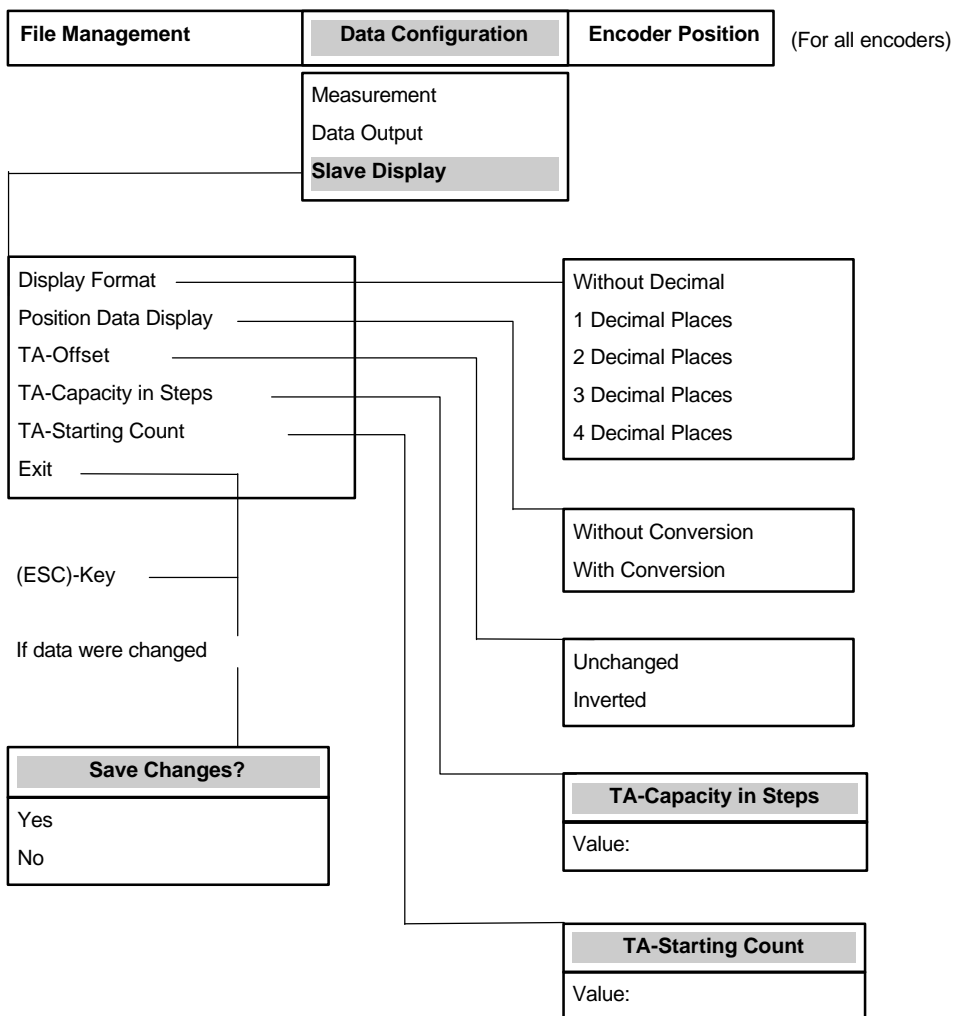 File Management Data Configuration Encoder Position (For all encoders)
Measurement
Data Output
Slave Display
Display Format
Position Data Display
TA-Offset
TA-Capacity in Steps
TA-Starting Count
Exit
Without Decimal
1 Decimal Places
2 Decimal Places
3 Decimal Places
4 Decimal Places
Without Conversion
With Conversion
(ESC)-Key
If data were changed
Unchanged
Inverted
Save Changes?
Yes
No
TA-Capacity in Steps
Value:
TA-Starting Count
Value: